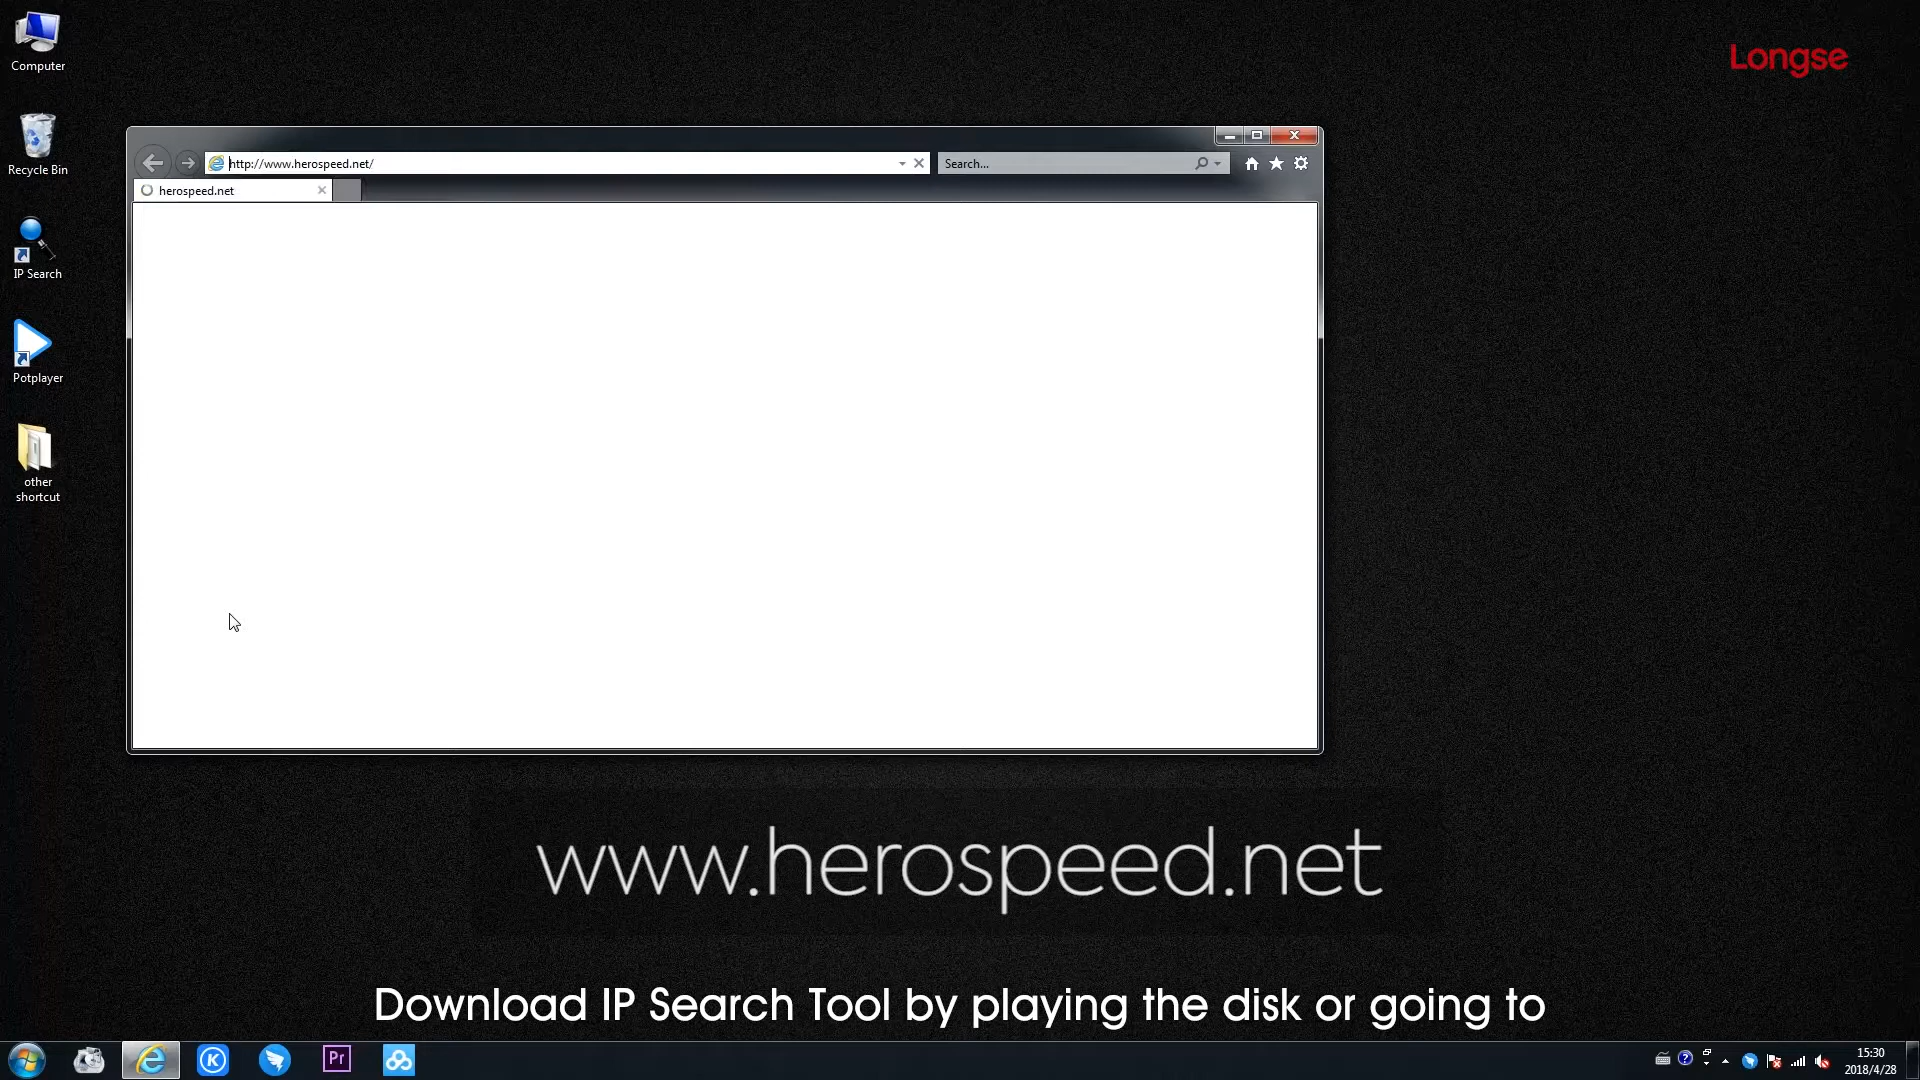 Computer
Longse
Recycle Bin
http://www.herospeed.net/
Search...
herospeed.net
IP Search
Potplayer
other
shortcut
www.herospeed.net
Download IP Search Tool by playing the disk or going to
Pr
15:30
2018/4/28